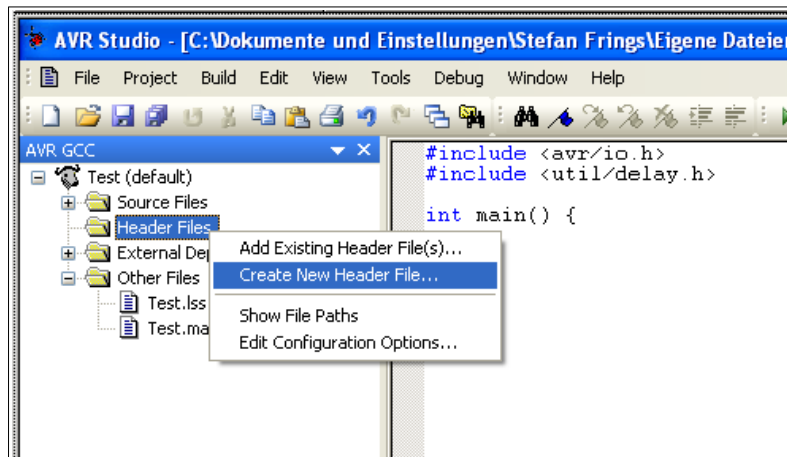 AVR Studio - [C:\Dokumente und Einstellungen\Stefan Frings\Eigene Dateien
File Project Build Edit View Tools Debug Window Help
AVR GCC
Test (default)
Source Files
Header Files
External Dep
Other Files
Test.lss
Test.ma
Add Existing Header File(s)...
Create New Header File...
Show File Paths
Edit Configuration Options...
#include <avr/io.h>
#include <util/delay.h>
int main() {